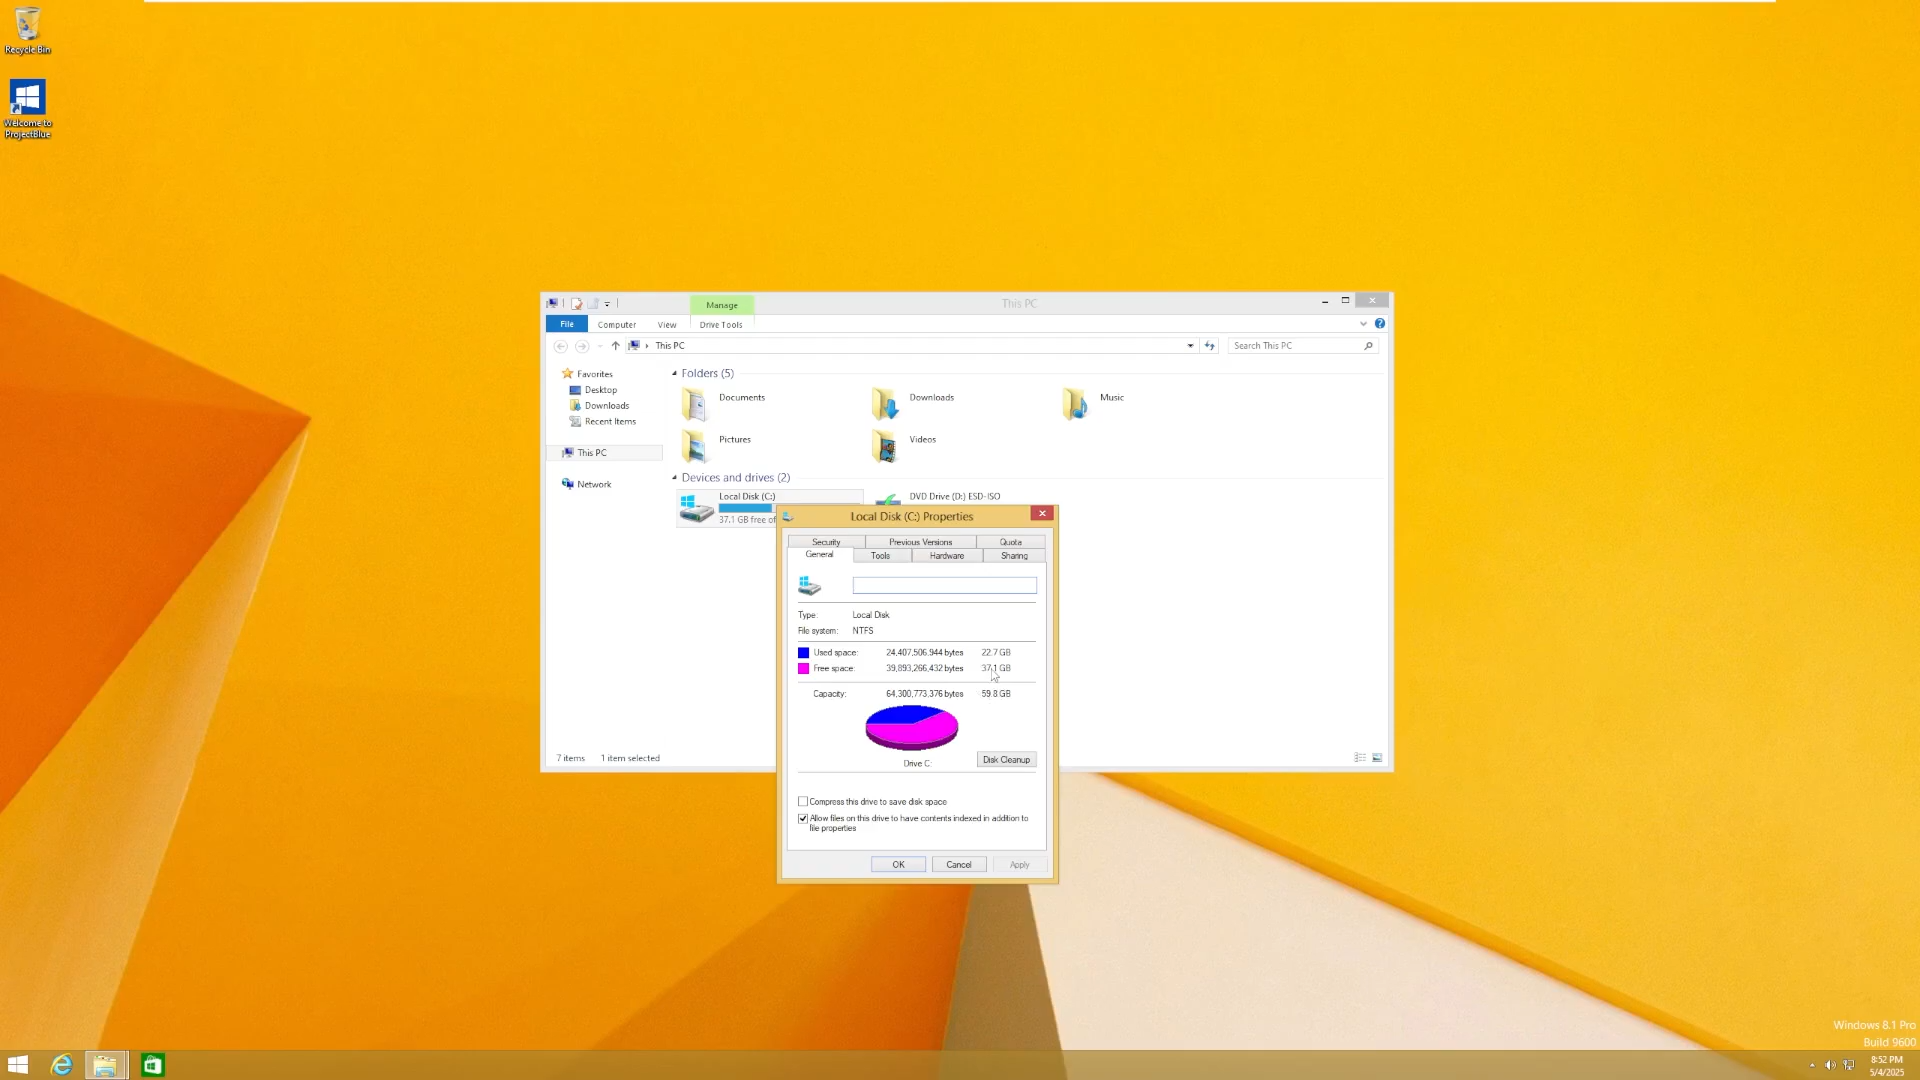 Recycle Bin
Welcome to
ProjectBlue
Manage
This PC
File
Computer
View
Drive Tools
This PC
Search This PC
Favorites
Desktop
Downloads
Recent Items
This PC
Network
Folders (5)
Documents
Downloads
Music
Pictures
Videos
Devices and drives (2)
Local Disk (C:)
37.1 GB free of
DVD Drive (D:) ESD-ISO
Local Disk (C:) Properties
Security
Previous Versions
Quota
General
Tools
Hardware
Sharing
Type: Local Disk
File system: NTFS
Used space: 24,407,506,944 bytes 22.7 GB
Free space: 39,893,266,432 bytes 37.1 GB
Capacity: 64,300,773,376 bytes 59.8 GB
Drive C:
Disk Cleanup
Compress this drive to save disk space
Allow files on this drive to have contents indexed in addition to
file properties
OK
Cancel
Apply
7 items 1 item selected
Windows 8.1 Pro
Build 9600
8:52 PM
5/4/2025